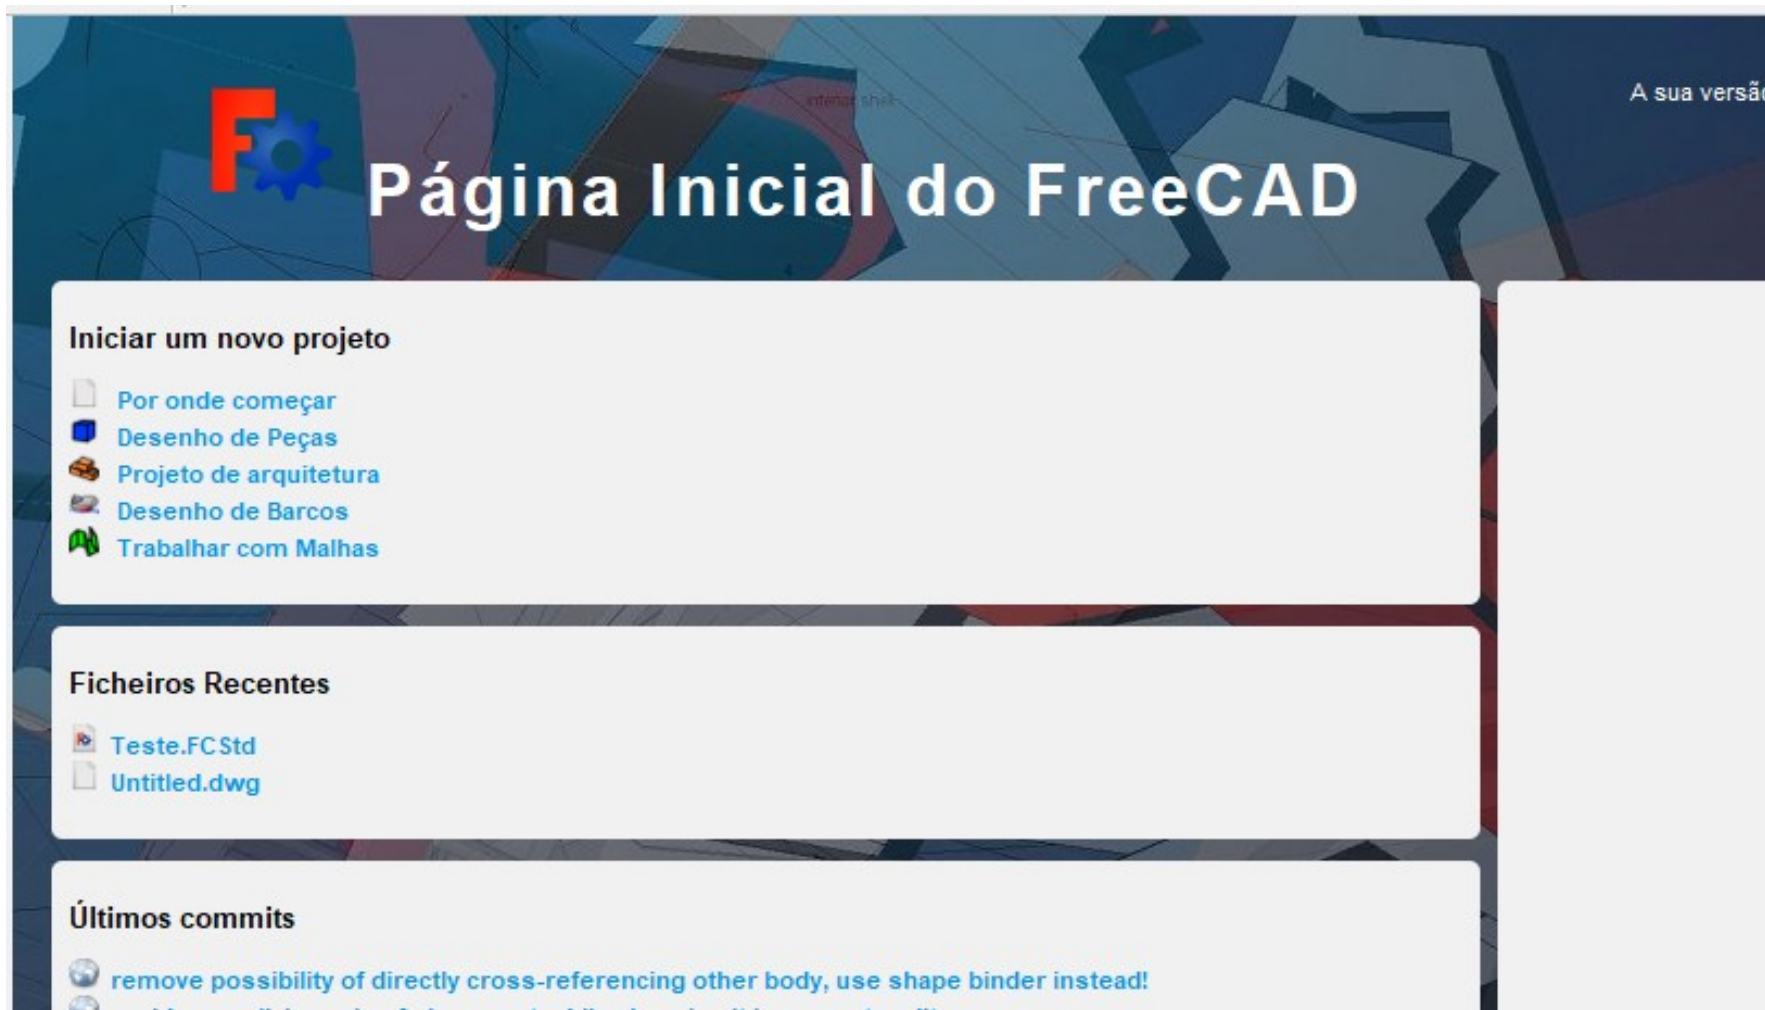 A sua versão
Página Inicial do FreeCAD
Iniciar um novo projeto
Por onde começar
Desenho de Peças
Projeto de arquitetura
Desenho de Barcos
Trabalhar com Malhas
Ficheiros Recentes
Teste.FCStd
Untitled.dwg
Últimos commits
remove possibility of directly cross-referencing other body, use shape binder instead!